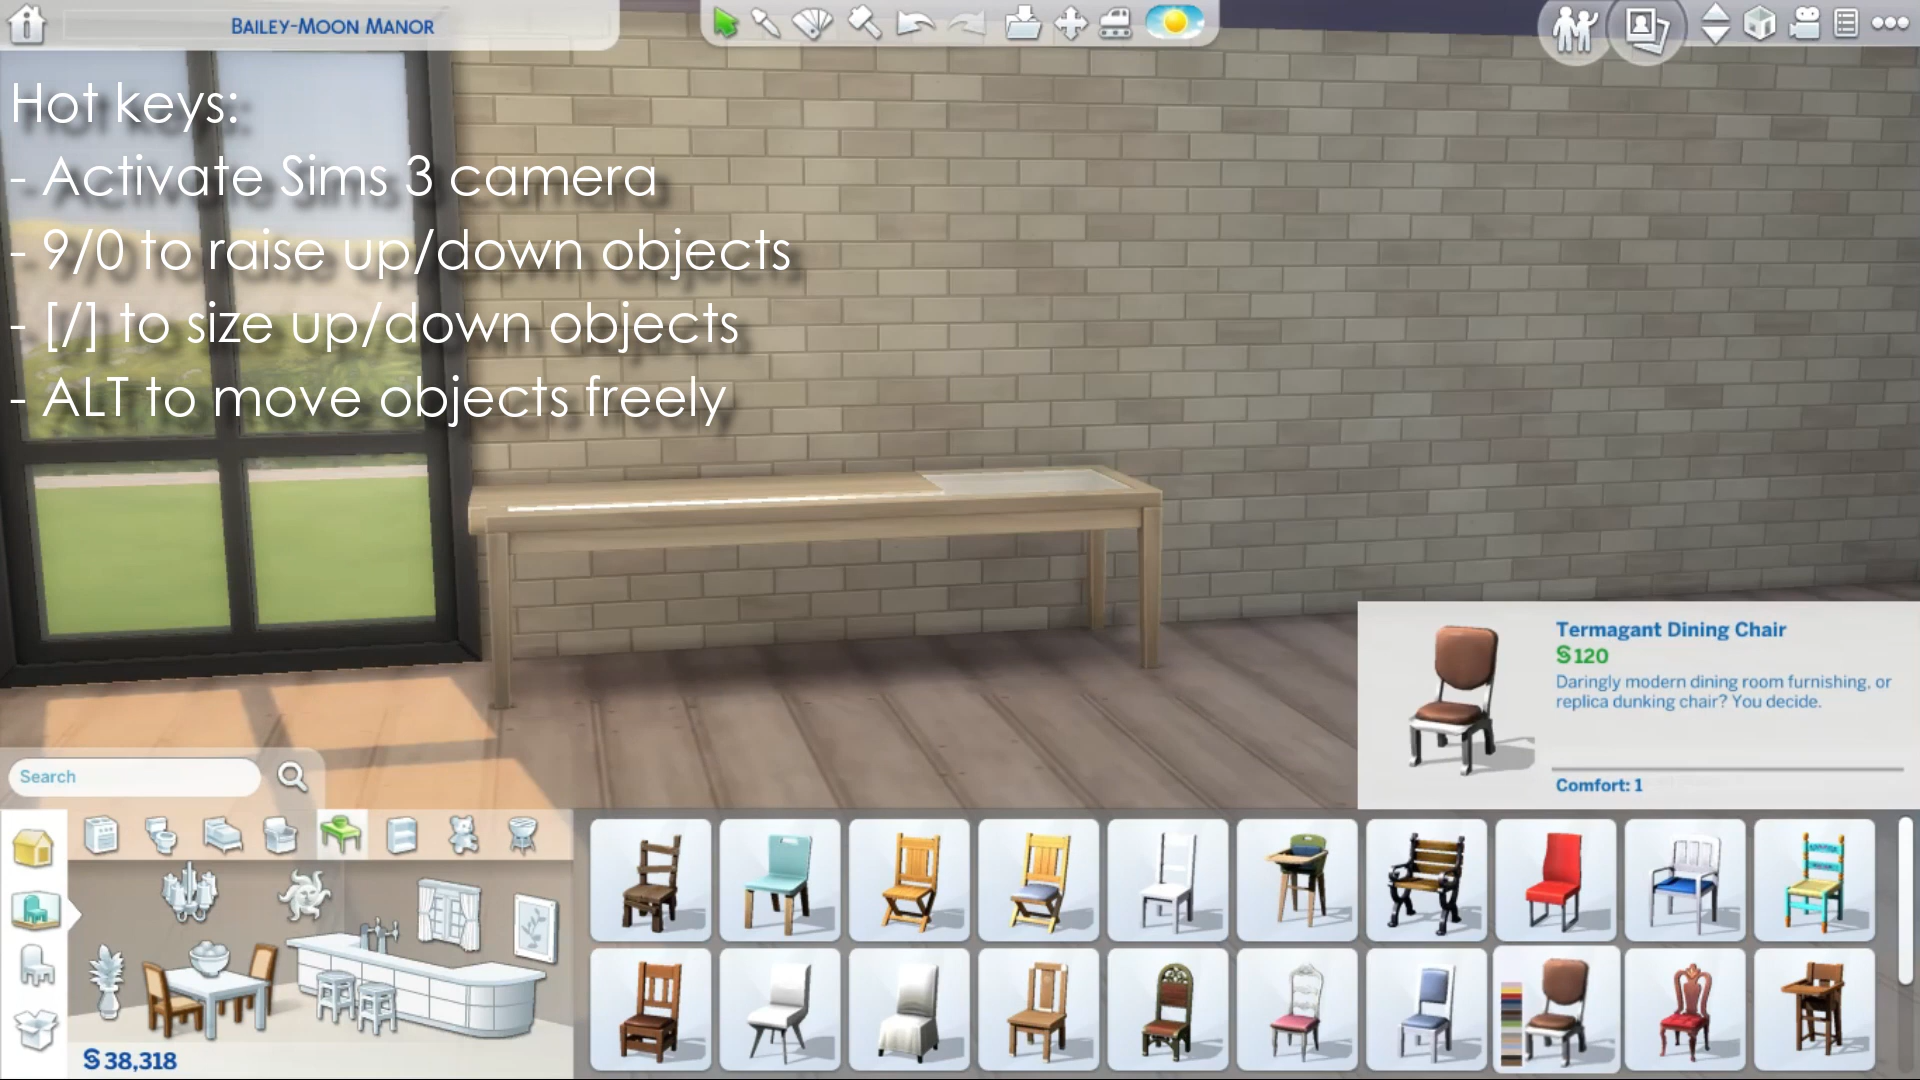 BAILEY-MOON MANOR
Hot keys:
- Activate Sims 3 camera
- 9/0 to raise up/down objects
- [/] to size up/down objects
- ALT to move objects freely
Termagant Dining Chair
§120
Daringly modern dining room furnishing, or
replica dunking chair? You decide.
Comfort: 1
Search
§38,318